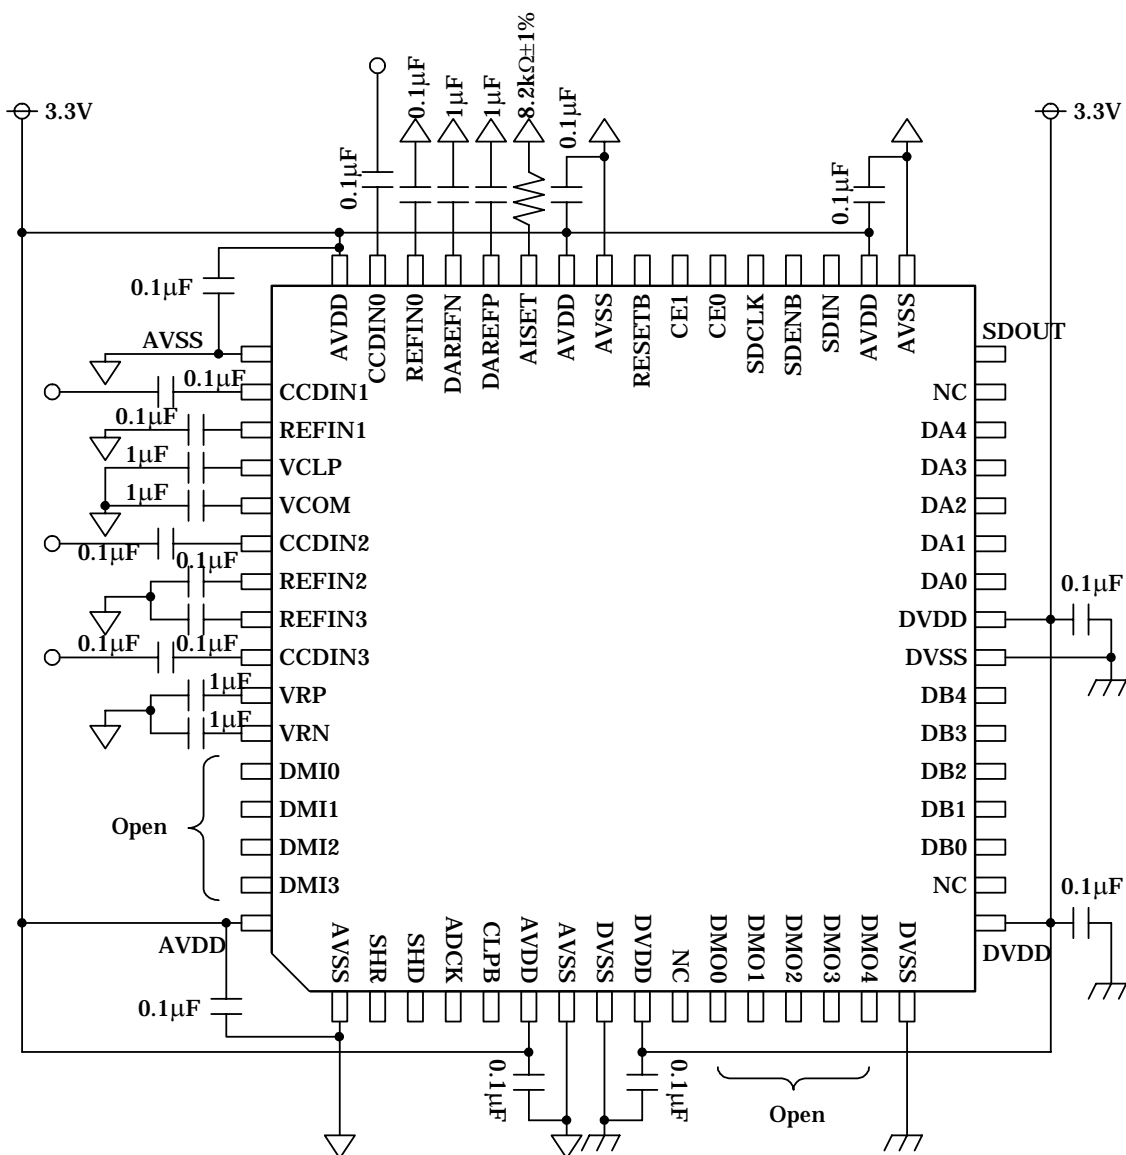 3.3V
0.1μF
0.1μF
1μF
1μF
8.2kΩ±1%
0.1μF
0.1μF
3.3V
0.1μF
AVSS
AVDD
CCDIN0
REFIN0
DAREFN
DAREFP
AISET
AVDD
AVSS
RESETB
CE1
CE0
SDCLK
SDENB
SDIN
AVDD
AVSS
SDOUT
0.1μF
CCDIN1
NC
0.1μF
REFIN1
DA4
1μF
VCLP
DA3
1μF
VCOM
DA2
0.1μF
CCDIN2
DA1
0.1μF
REFIN2
DA0
0.1μF
REFIN3
DVDD
0.1μF
0.1μF
CCDIN3
DVSS
1μF
VRP
DB4
1μF
VRN
DB3
DMI0
DB2
Open
DMI1
DB1
DMI2
DB0
DMI3
NC
0.1μF
AVDD
AVSS
SHR
SHD
ADCK
CLPB
AVDD
AVSS
DVSS
DVDD
NC
DMO0
DMO1
DMO2
DMO3
DMO4
DVSS
DVDD
0.1μF
0.1μF
0.1μF
Open